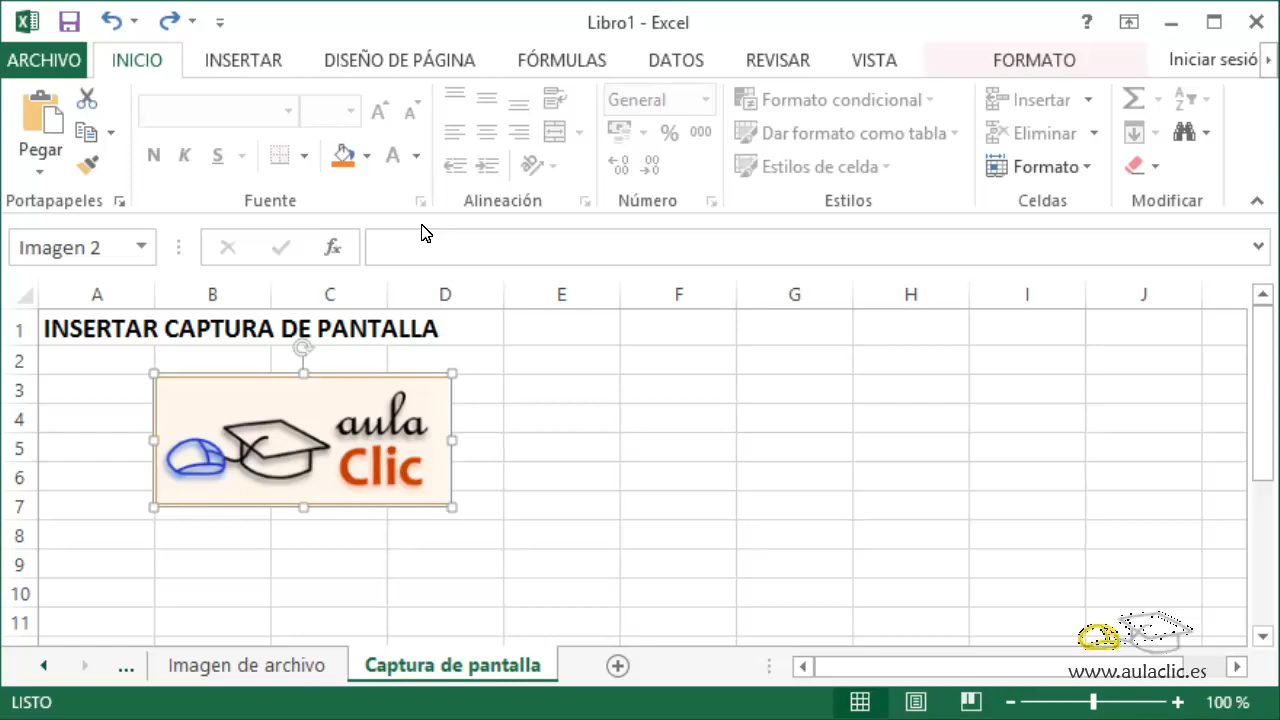 Libro1 - Excel
?
ARCHIVO INICIO INSERTAR DISEÑO DE PÁGINA FÓRMULAS DATOS REVISAR VISTA FORMATO Iniciar sesió
Pegar
Portapapeles
N K S A
A A
Fuente
Alineación
General
% 000
Número
Formato condicional
Dar formato como tabla
Estilos de celda
Estilos
Insertar
Eliminar
Formato
Celdas
Modificar
Imagen 2 fx
A B C D E F G H I J
1 INSERTAR CAPTURA DE PANTALLA
2
3
4
5
6
7
8
9
10
11
aula
Clic
www.aulaclic.es
... Imagen de archivo Captura de pantalla
LISTO 100 %